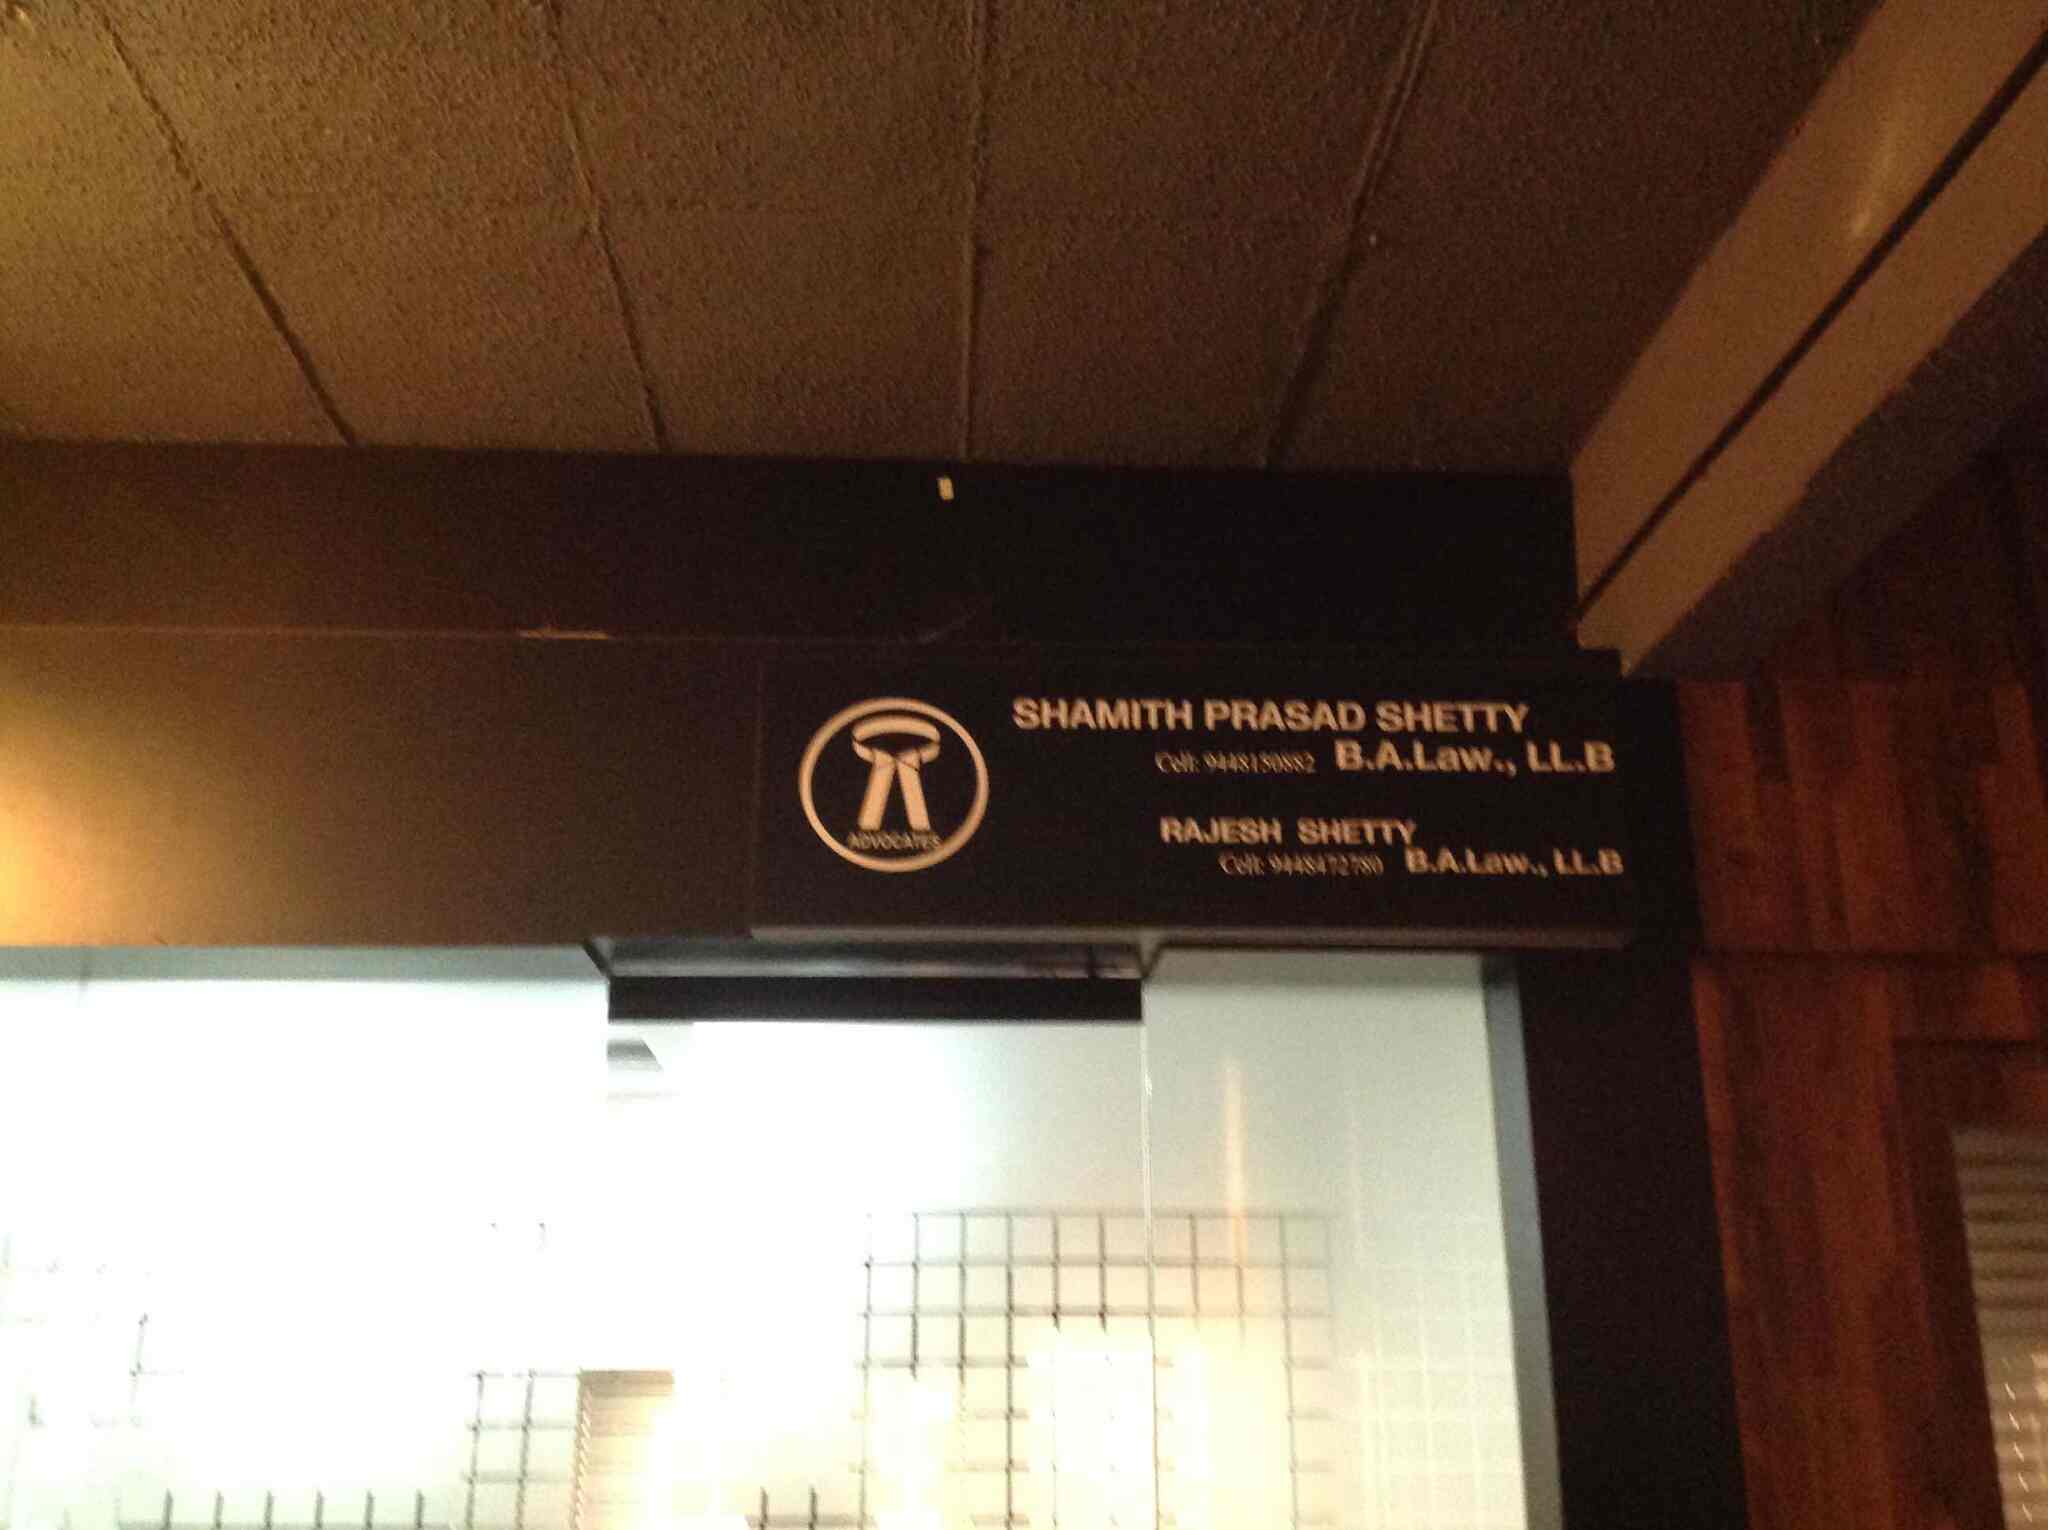 ADVOCATES
SHAMITH PRASAD SHETTY
Cell: 9448150882 B.A.Law., LL.B
RAJESH SHETTY
Cell: 9448472780 B.A.Law., LL.B